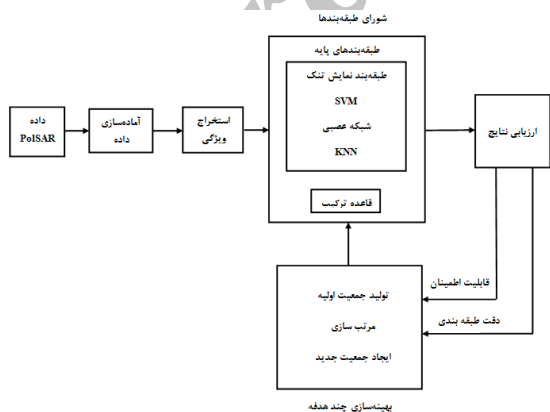 شورای طبقه‌بندها
طبقه‌بندهای پایه
طبقه‌بند نمایش تنک
SVM
شبکه عصبی
KNN
قاعده ترکیب
داده
PolSAR
آماده‌سازی
داده
استخراج
ویژگی
ارزیابی نتایج
قابلیت اطمینان
دقت طبقه بندی
تولید جمعیت اولیه
مرتب سازی
ایجاد جمعیت جدید
بهینه‌سازی چند هدفه